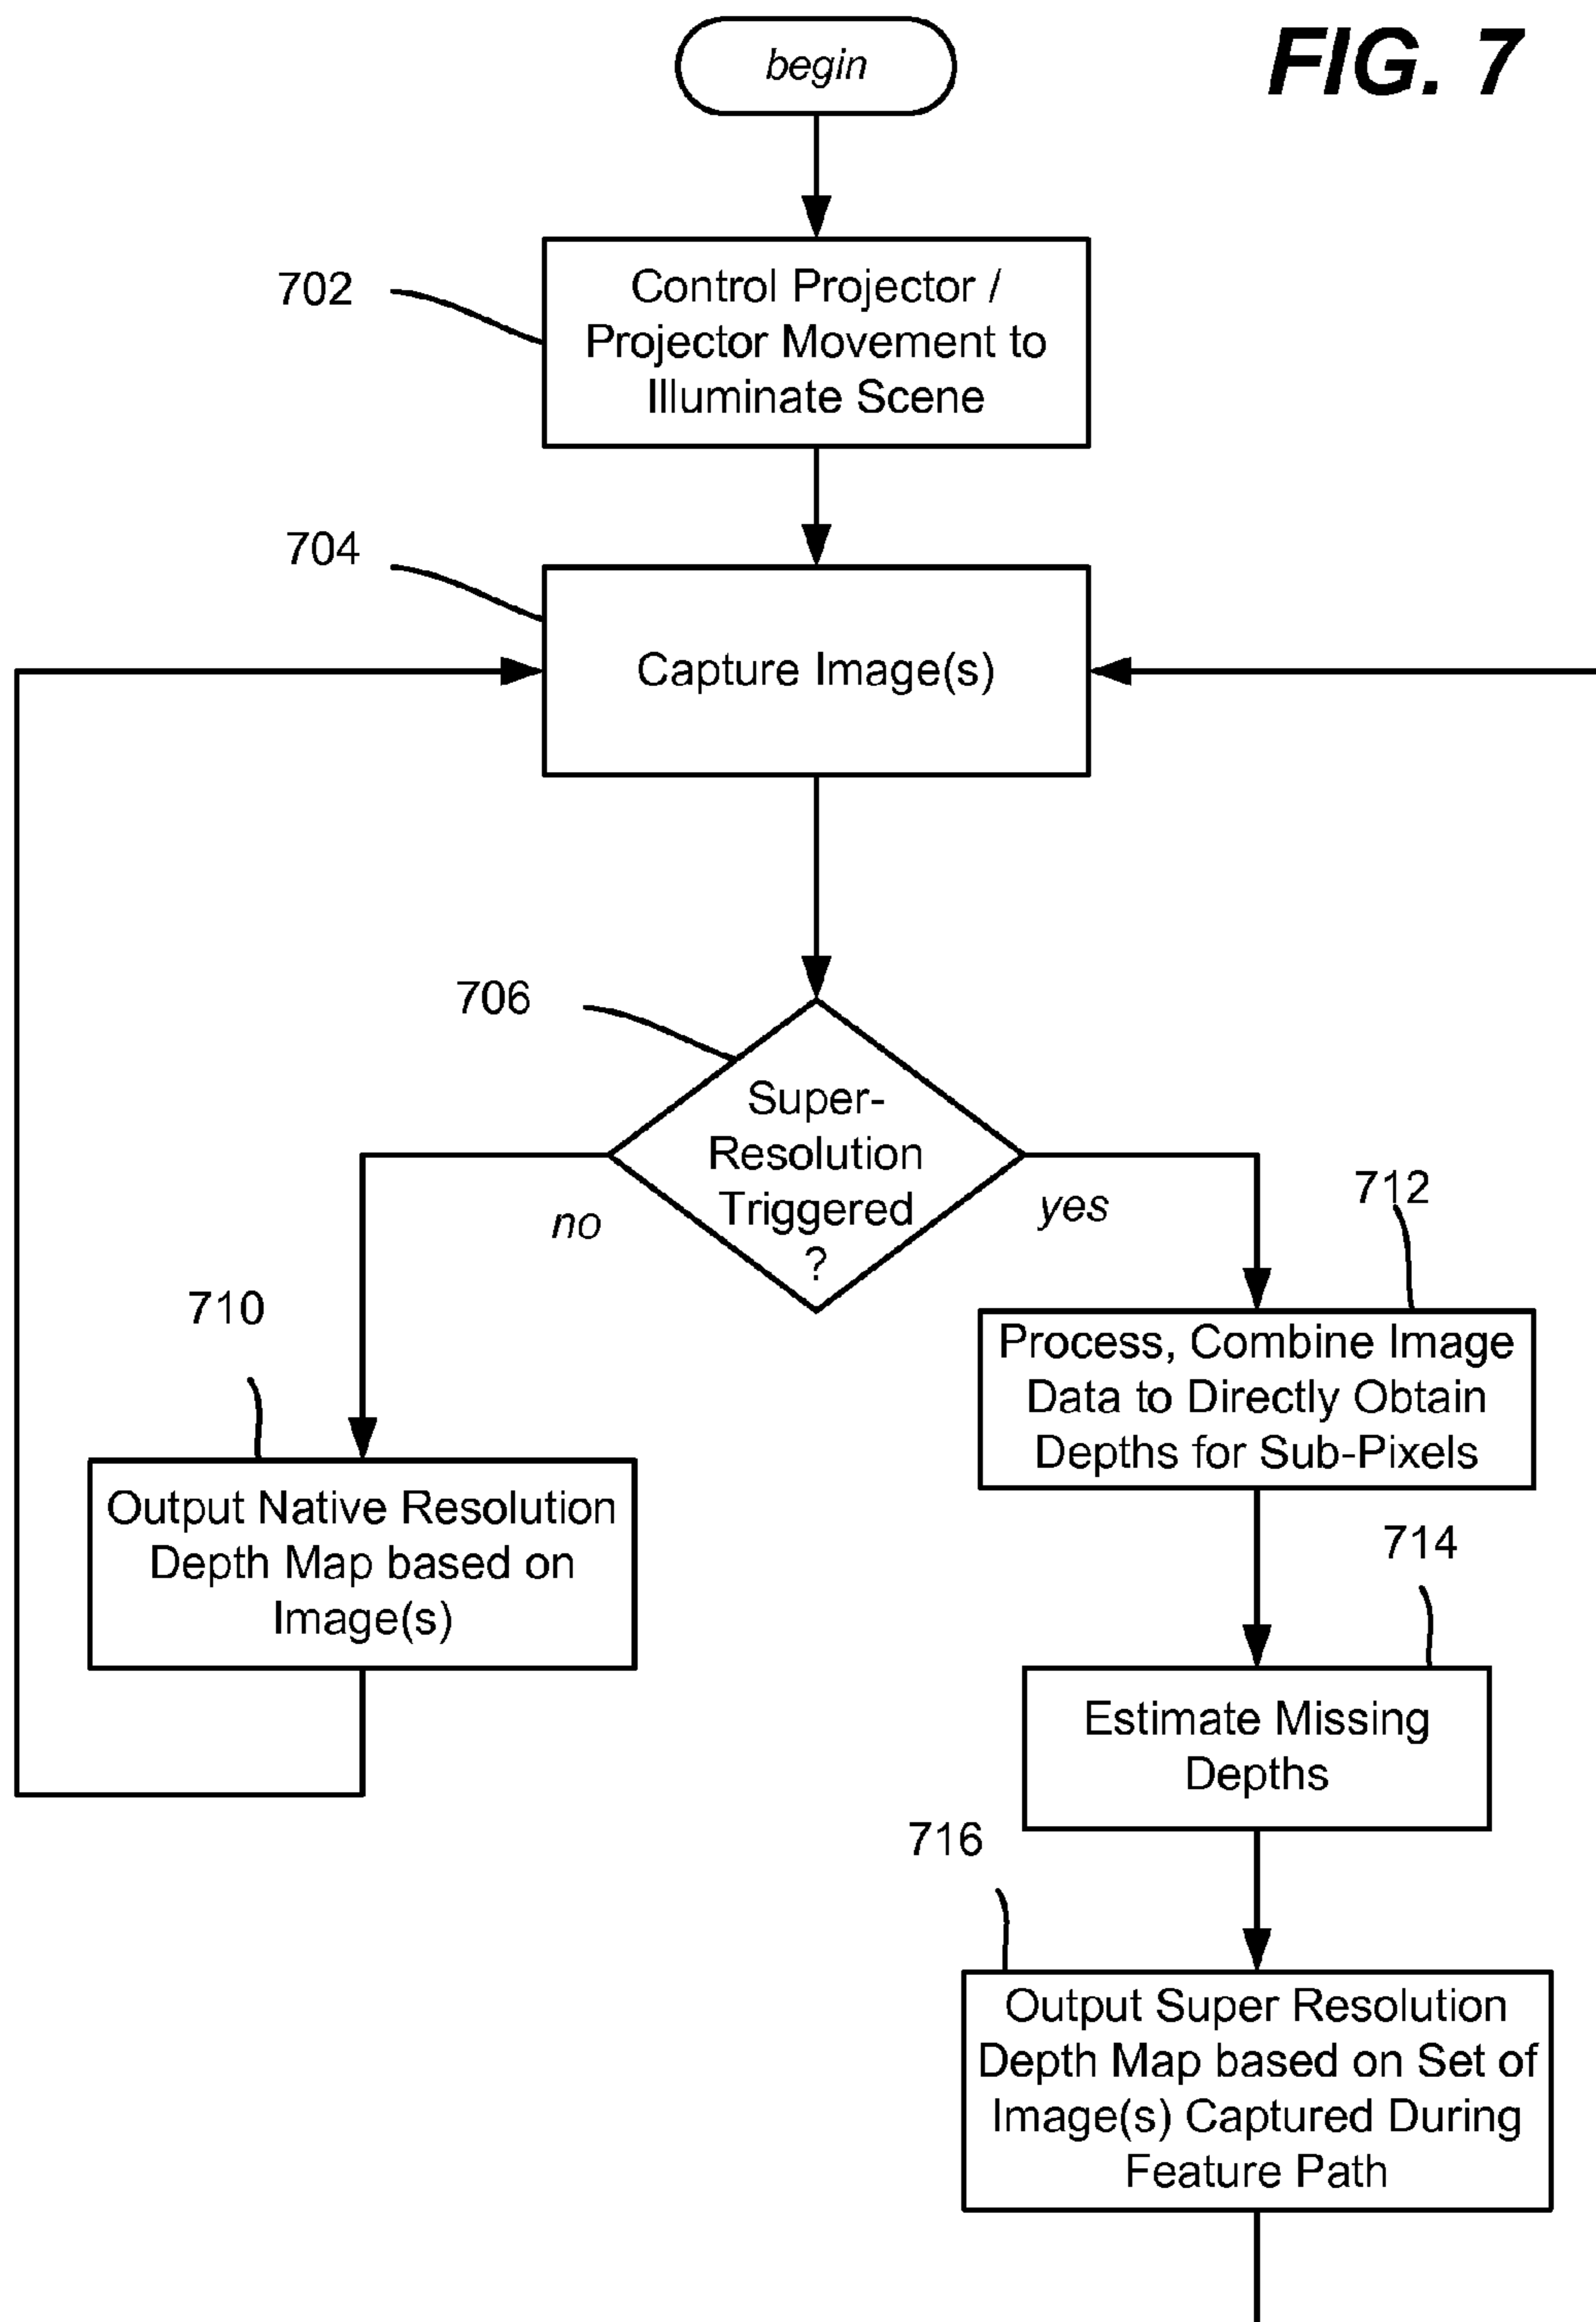 FIG. 7
begin
702
Control Projector /
Projector Movement to
Illuminate Scene
704
Capture Image(s)
706
Super-
Resolution
Triggered
?
no
yes
710
Output Native Resolution
Depth Map based on
Image(s)
712
Process, Combine Image
Data to Directly Obtain
Depths for Sub-Pixels
714
Estimate Missing
Depths
716
Output Super Resolution
Depth Map based on Set of
Image(s) Captured During
Feature Path